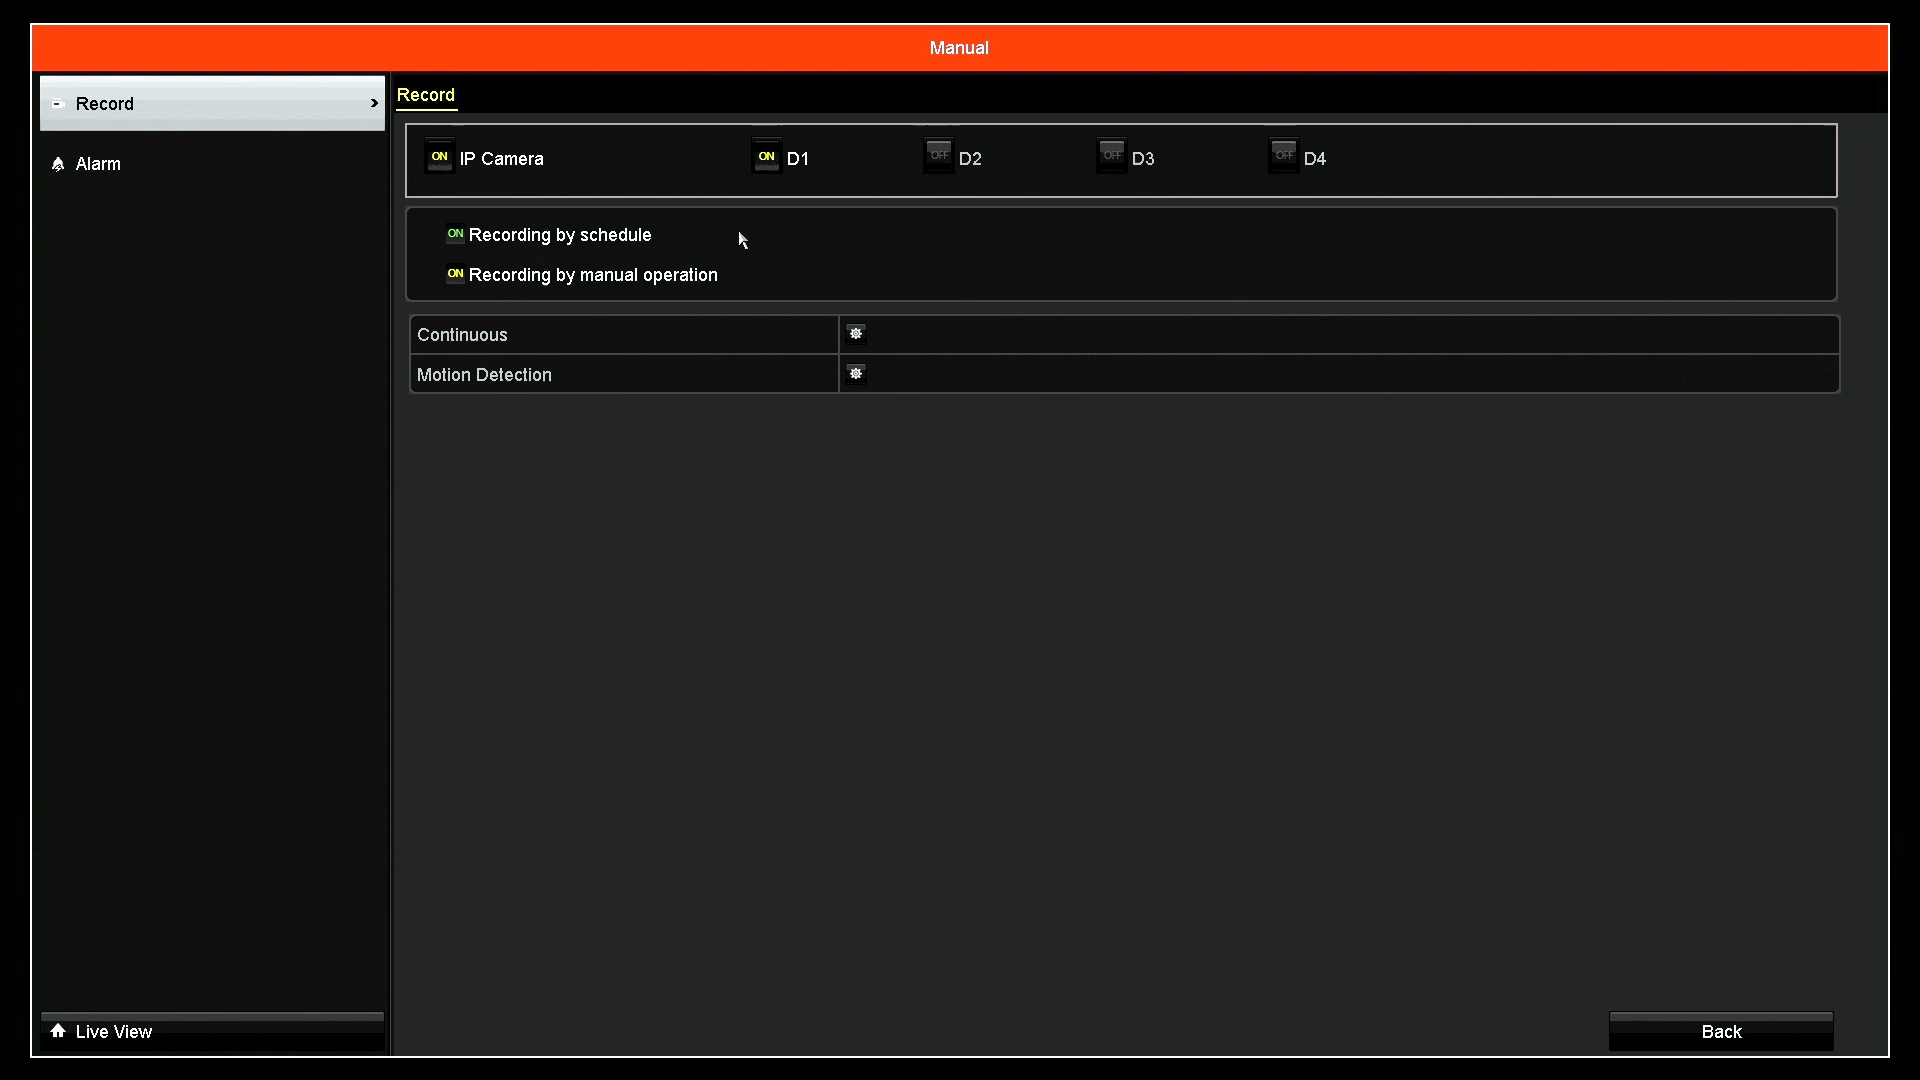 Manual
Record
Alarm
Live View
Record
ON IP Camera ON D1 OFF D2 OFF D3 OFF D4
ON Recording by schedule
ON Recording by manual operation
Continuous
Motion Detection
Back